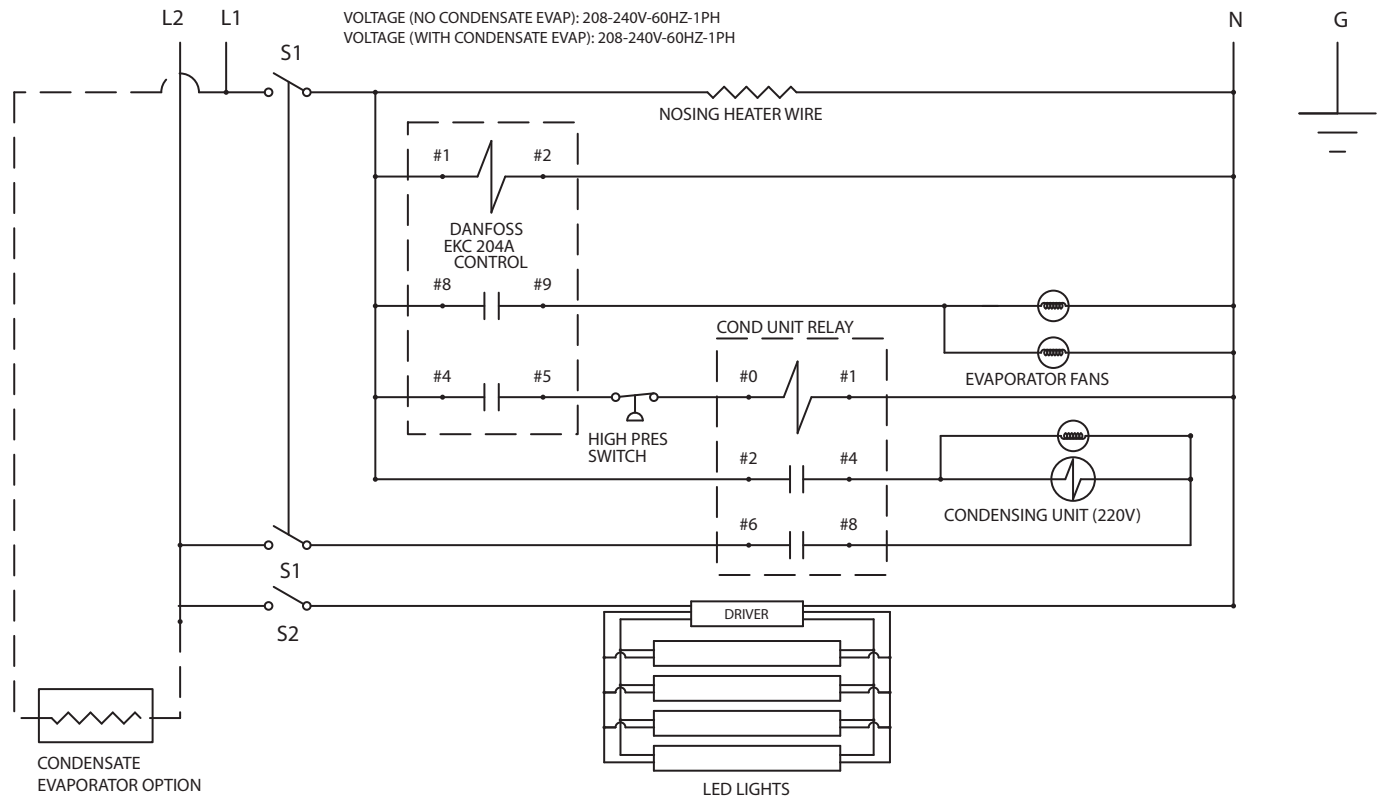 L2
L1
VOLTAGE (NO CONDENSATE EVAP): 208-240V-60HZ-1PH
VOLTAGE (WITH CONDENSATE EVAP): 208-240V-60HZ-1PH
N
G
S1
NOSING HEATER WIRE
#1
#2
DANFOSS
EKC 204A
CONTROL
#8
#9
COND UNIT RELAY
EVAPORATOR FANS
#4
#5
#0
#1
HIGH PRES
SWITCH
#2
#4
CONDENSING UNIT (220V)
#6
#8
S1
S2
DRIVER
LED LIGHTS
CONDENSATE
EVAPORATOR OPTION